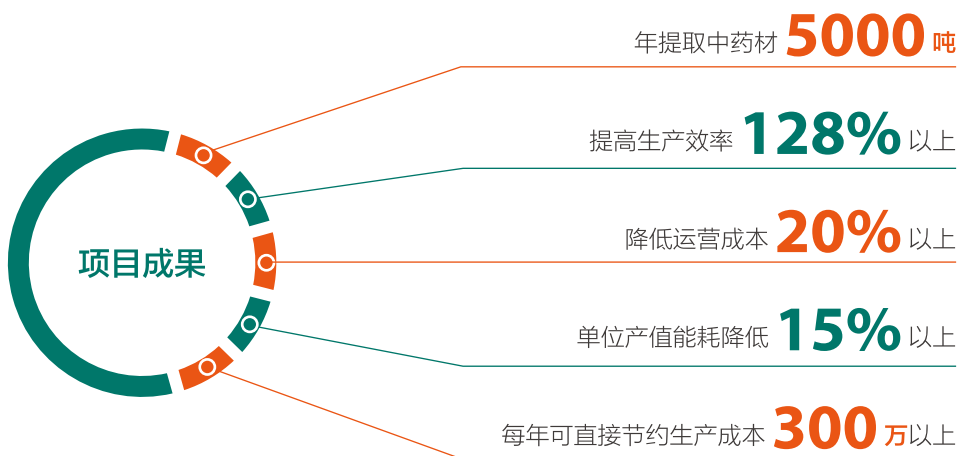 年提取中药材 5000 吨
提高生产效率 128% 以上
降低运营成本 20% 以上
项目成果
单位产值能耗降低 15% 以上
每年可直接节约生产成本 300 万以上